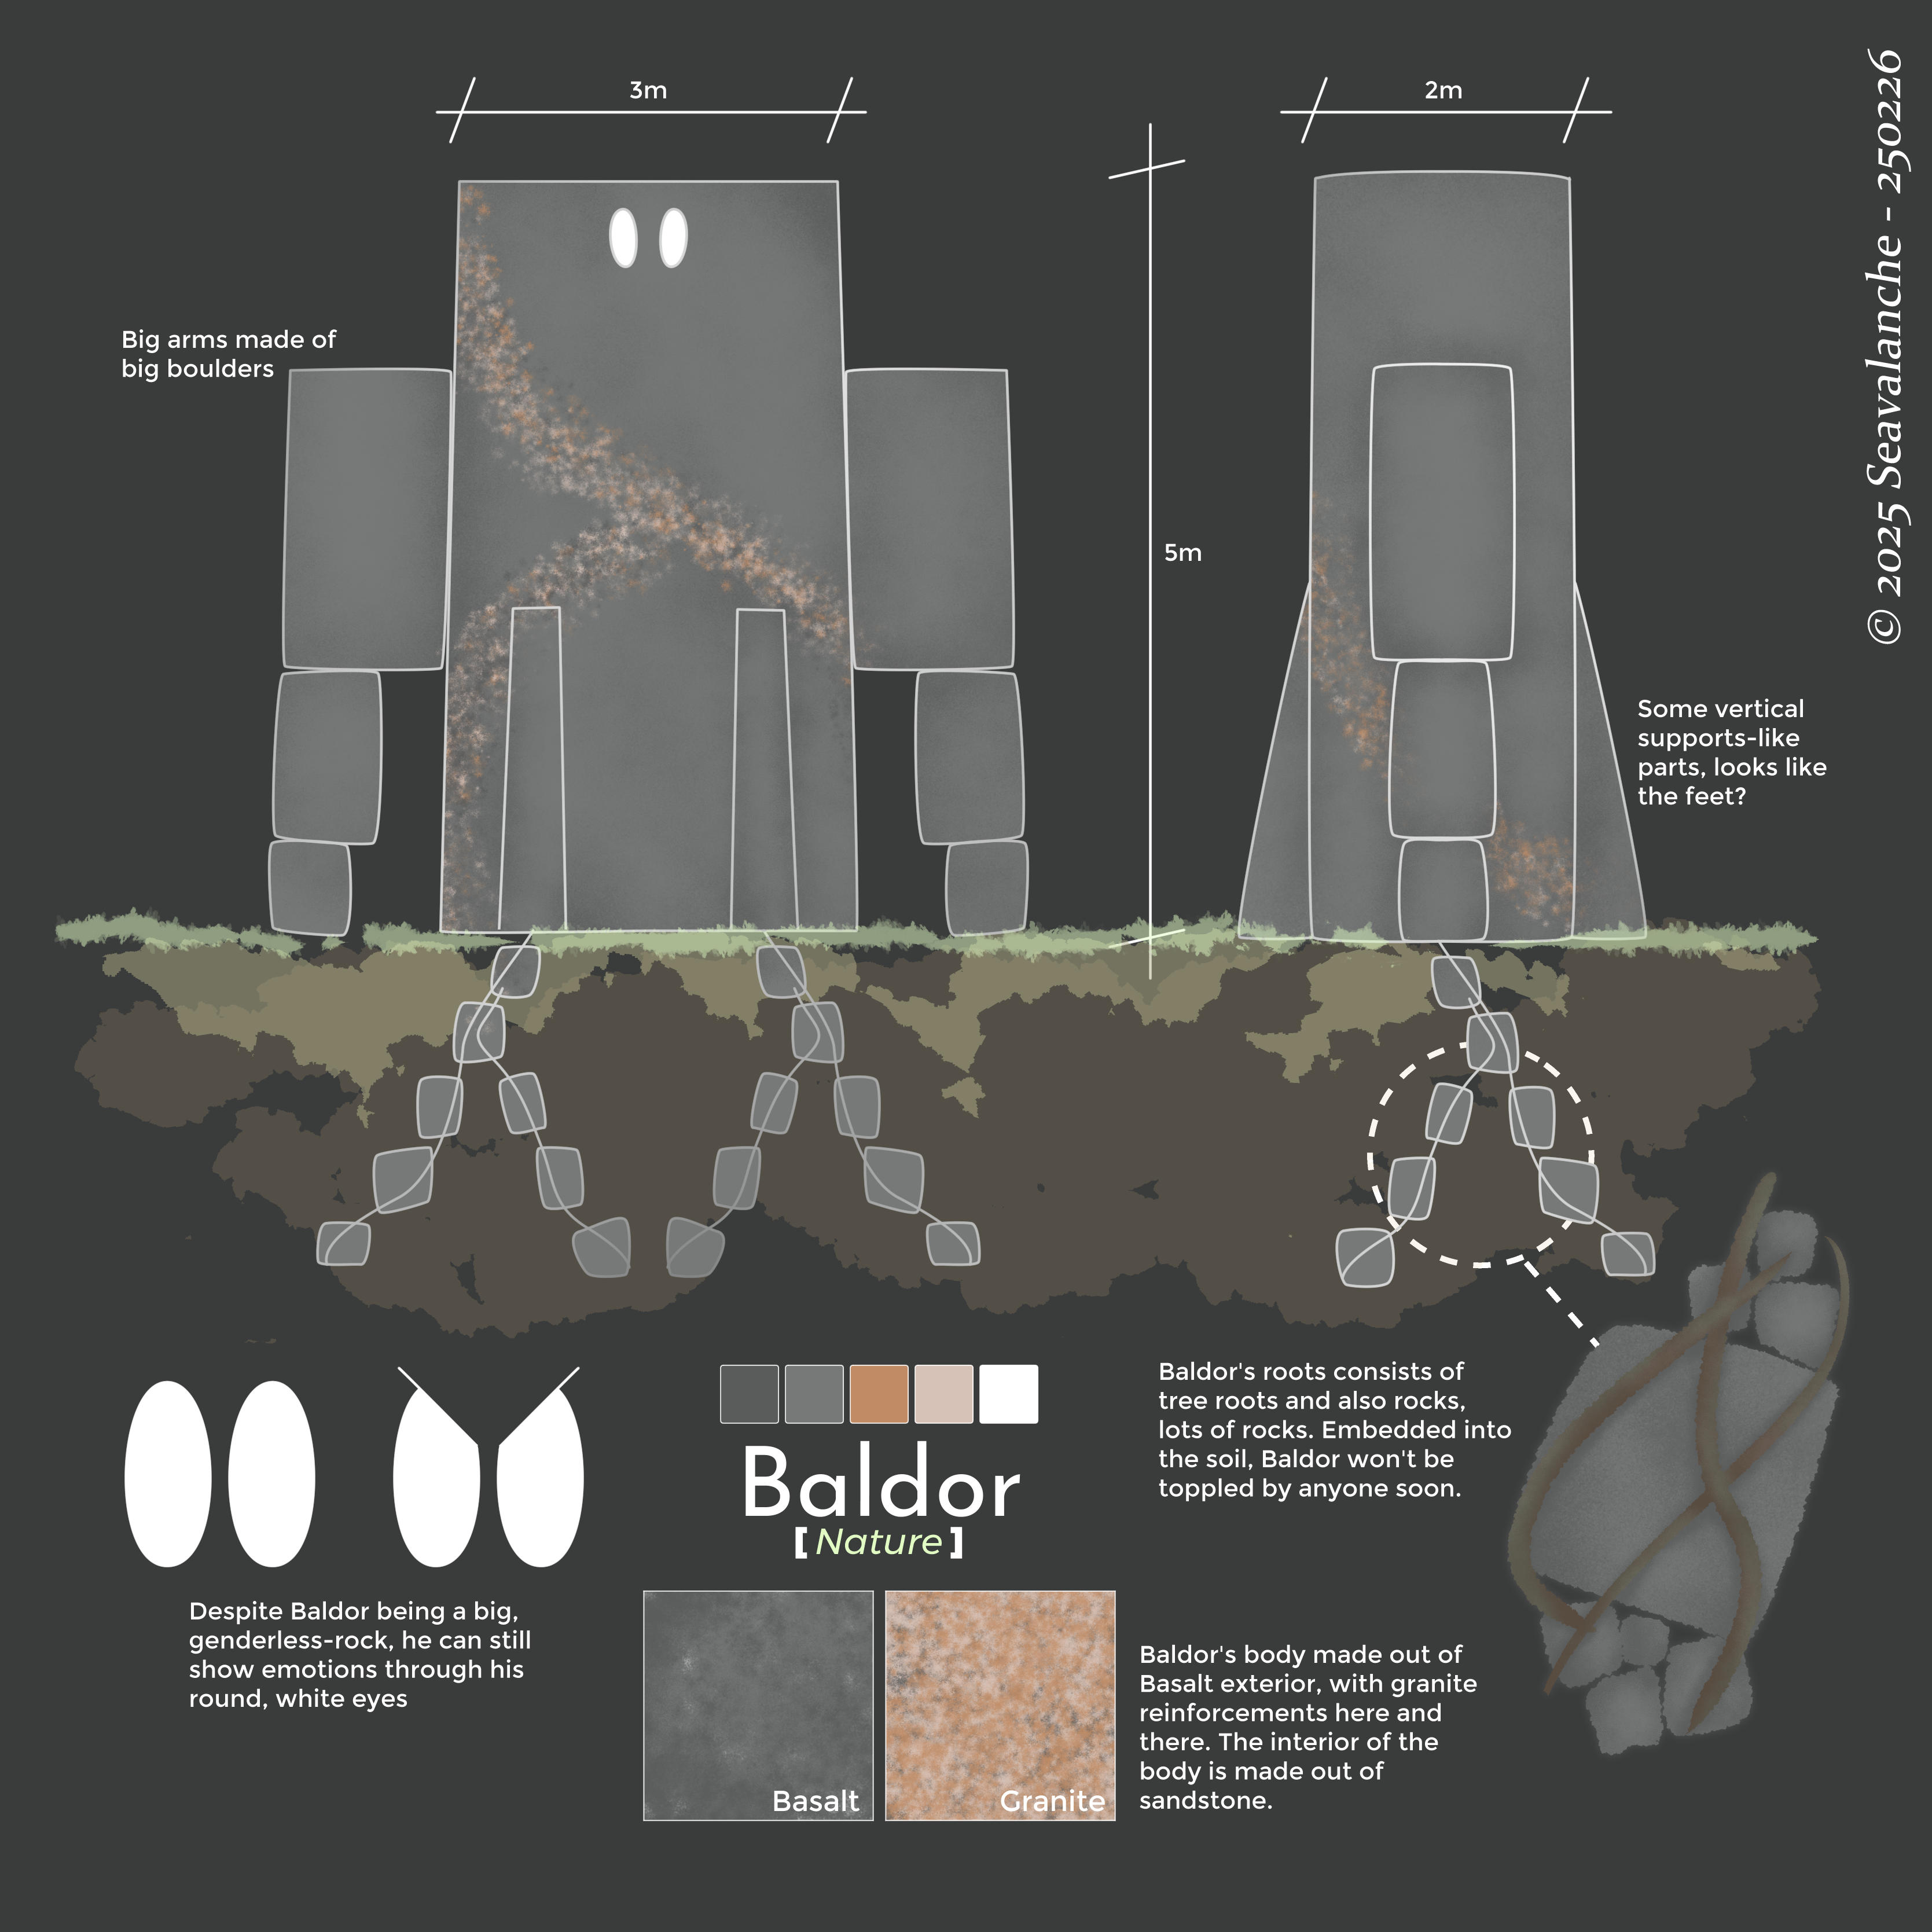 3m
2m
© 2025 Seavalanche - 250226
Big arms made of
big boulders
5m
Some vertical
supports-like
parts, looks like
the feet?
Baldor's roots consists of
tree roots and also rocks,
lots of rocks. Embedded into
the soil, Baldor won't be
toppled by anyone soon.
Baldor
[Nature]
Despite Baldor being a big,
genderless-rock, he can still
show emotions through his
round, white eyes
Basalt
Granite
Baldor's body made out of
Basalt exterior, with granite
reinforcements here and
there. The interior of the
body is made out of
sandstone.